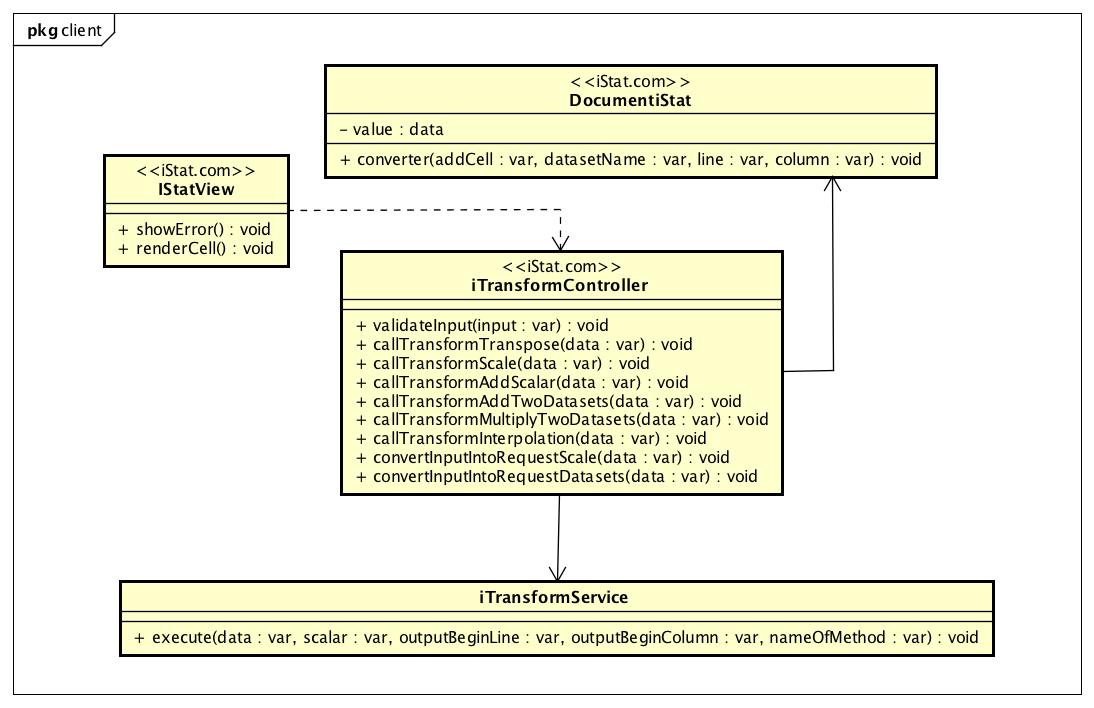 pkg client
<<iStat.com>>
DocumentiStat
– value : data
+ converter(addCell : var, datasetName : var, line : var, column : var) : void
<<iStat.com>>
IStatView
+ showError() : void
+ renderCell() : void
<<iStat.com>>
iTransformController
+ validateInput(input : var) : void
+ callTransformTranspose(data : var) : void
+ callTransformScale(data : var) : void
+ callTransformAddScalar(data : var) : void
+ callTransformAddTwoDatasets(data : var) : void
+ callTransformMultiplyTwoDatasets(data : var) : void
+ callTransformInterpolation(data : var) : void
+ convertInputIntoRequestScale(data : var) : void
+ convertInputIntoRequestDatasets(data : var) : void
iTransformService
+ execute(data : var, scalar : var, outputBeginLine : var, outputBeginColumn : var, nameOfMethod : var) : void